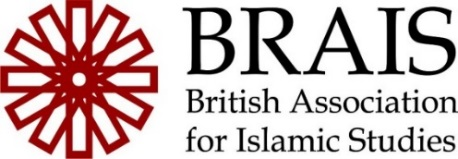 BRAIS
British Association
for Islamic Studies